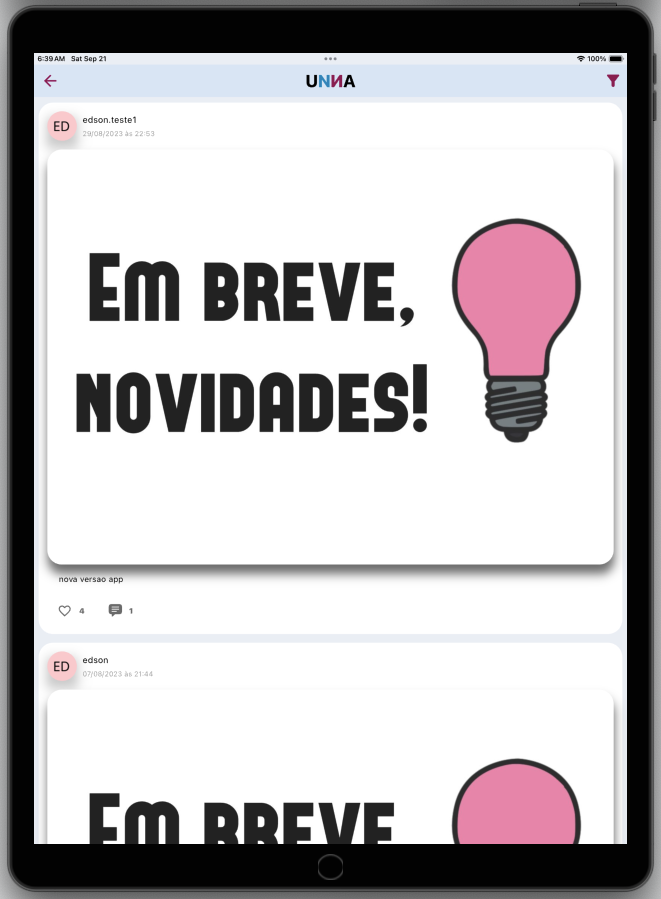 6:39 AM Sat Sep 21
100%
UNNA
ED
edson.teste1
29/08/2023 às 22:53
EM BREVE,
NOVIDADES!
nova versao app
4
1
ED
edson
07/08/2023 às 21:44
EM BREVE